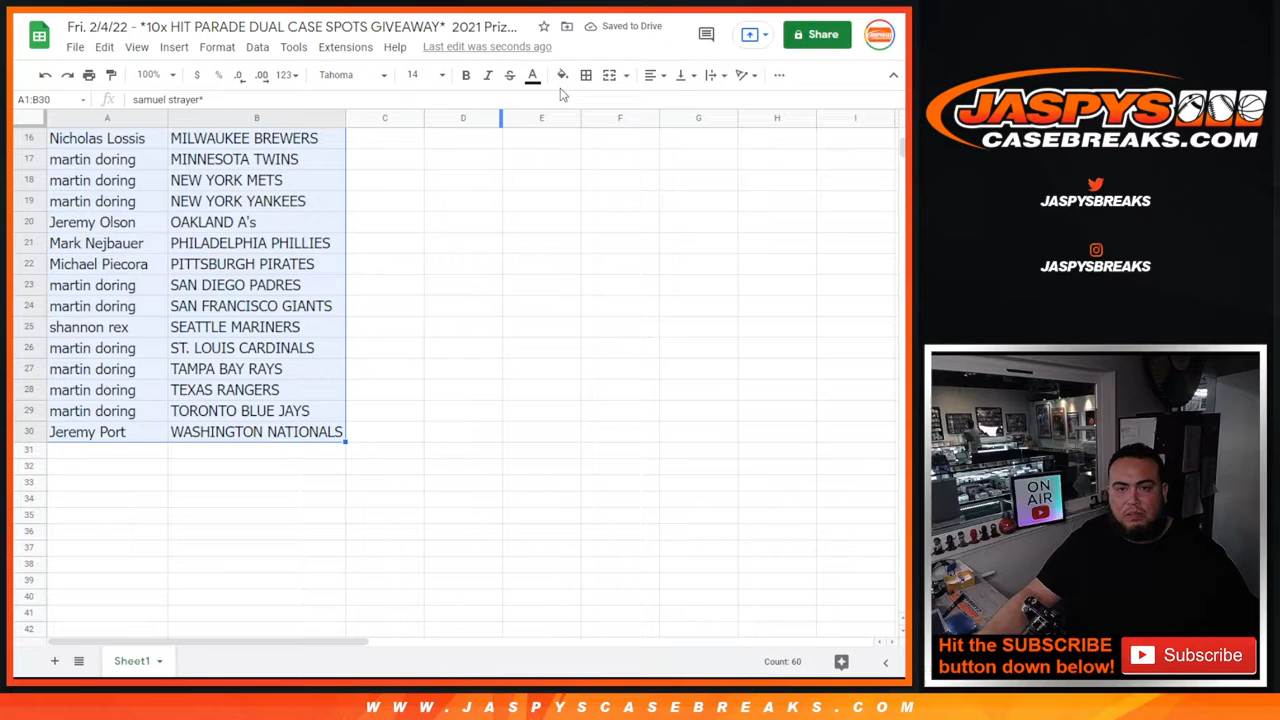 Fri. 2/4/22 - *10x HIT PARADE DUAL CASE SPOTS GIVEAWAY* 2021 Priz...
Saved to Drive
File Edit View Insert Format Data Tools Extensions Help Last edit was seconds ago
Share
100% $ % .0 .00 123 Tahoma 14 B I S A
A1:B30 fx samuel strayer*
A B C D E F G H I
16 Nicholas Lossis MILWAUKEE BREWERS
17 martin doring MINNESOTA TWINS
18 martin doring NEW YORK METS
19 martin doring NEW YORK YANKEES
20 Jeremy Olson OAKLAND A's
21 Mark Nejbauer PHILADELPHIA PHILLIES
22 Michael Piecora PITTSBURGH PIRATES
23 martin doring SAN DIEGO PADRES
24 martin doring SAN FRANCISCO GIANTS
25 shannon rex SEATTLE MARINERS
26 martin doring ST. LOUIS CARDINALS
27 martin doring TAMPA BAY RAYS
28 martin doring TEXAS RANGERS
29 martin doring TORONTO BLUE JAYS
30 Jeremy Port WASHINGTON NATIONALS
31
32
33
34
35
36
37
38
39
40
41
42
Sheet1
Count: 60
JASPYS
CASEBREAKS.COM
JASPYSBREAKS
JASPYSBREAKS
ON
AIR
Hit the SUBSCRIBE
button down below!
Subscribe
WWW.JASPYSCASEBREAKS.COM